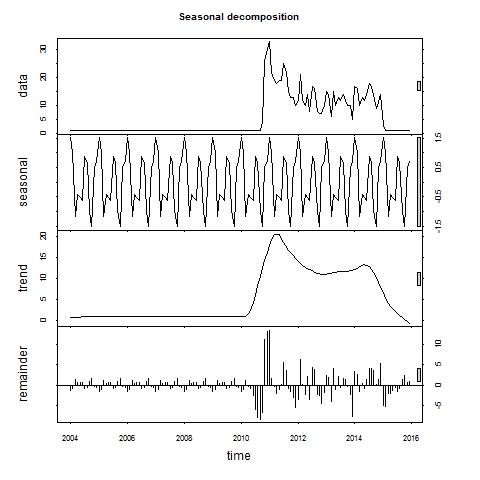 Seasonal decomposition
data
0 5 10 20 30
seasonal
-1.5 -0.5 0.5 1.5
trend
0 5 10 15 20
remainder
-5 0 5 10
2004 2006 2008 2010 2012 2014 2016
time